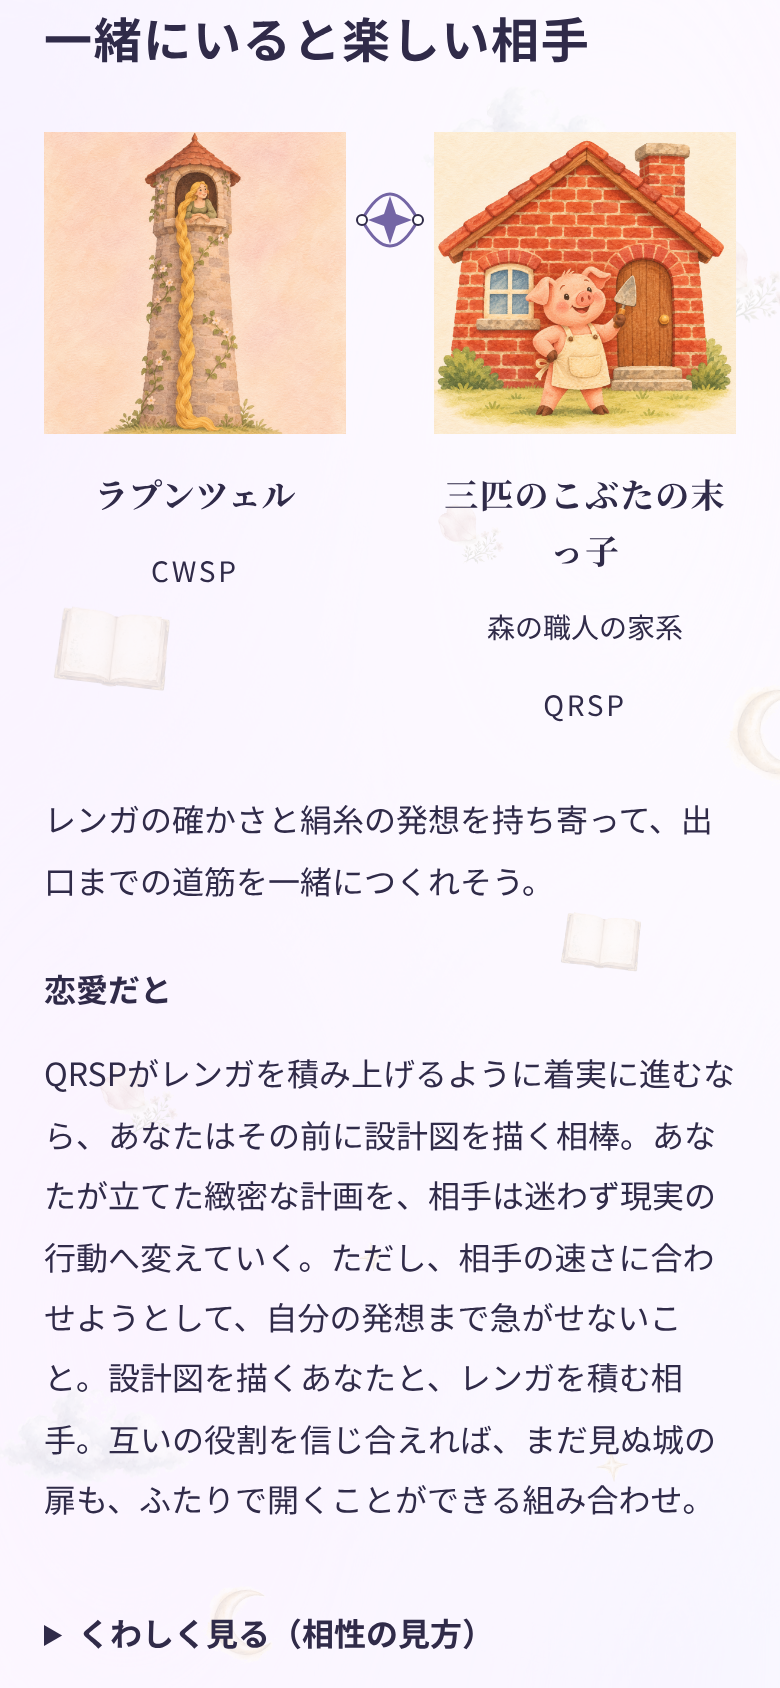 一緒にいると楽しい相手
ラプンツェル
CWSP
三匹のこぶたの末
っ子
森の職人の家系
QRSP
レンガの確かさと絹糸の発想を持ち寄って、出
口までの道筋を一緒につくれそう。
恋愛だと
QRSPがレンガを積み上げるように着実に進むな
ら、あなたはその前に設計図を描く相棒。あな
たが立てた緻密な計画を、相手は迷わず現実の
行動へ変えていく。ただし、相手の速さに合わ
せようとして、自分の発想まで急がせないこ
と。設計図を描くあなたと、レンガを積む相
手。互いの役割を信じ合えれば、まだ見ぬ城の
扉も、ふたりで開くことができる組み合わせ。
▶ くわしく見る（相性の見方）